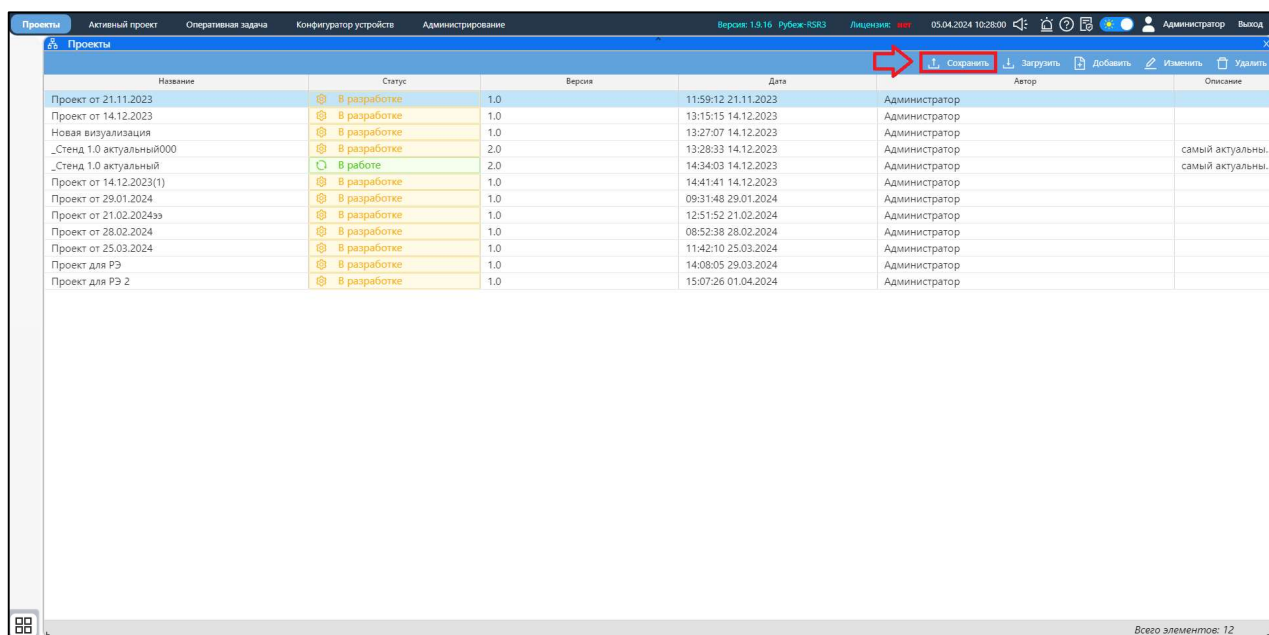 Проекты Активный проект Оперативная задача Конфигуратор устройств Администрирование Версия: 1.9.16 Рубеж-RSR3 Лицензия: нет 05.04.2024 10:28:00 Администратор Выход
Проекты X
Сохранить Загрузить Добавить Изменить Удалить
Название Статус Версия Дата Автор Описание
Проект от 21.11.2023 В разработке 1.0 11:59:12 21.11.2023 Администратор
Проект от 14.12.2023 В разработке 1.0 13:15:15 14.12.2023 Администратор
Новая визуализация В разработке 1.0 13:27:07 14.12.2023 Администратор
_Стенд 1.0 актуальный000 В разработке 2.0 13:28:33 14.12.2023 Администратор самый актуальны.
_Стенд 1.0 актуальный В работе 2.0 14:34:03 14.12.2023 Администратор самый актуальны.
Проект от 14.12.2023(1) В разработке 1.0 14:41:41 14.12.2023 Администратор
Проект от 29.01.2024 В разработке 1.0 09:31:48 29.01.2024 Администратор
Проект от 21.02.2024ээ В разработке 1.0 12:51:52 21.02.2024 Администратор
Проект от 28.02.2024 В разработке 1.0 08:52:38 28.02.2024 Администратор
Проект от 25.03.2024 В разработке 1.0 11:42:10 25.03.2024 Администратор
Проект для РЭ В разработке 1.0 14:08:05 29.03.2024 Администратор
Проект для РЭ 2 В разработке 1.0 15:07:26 01.04.2024 Администратор
Всего элементов: 12